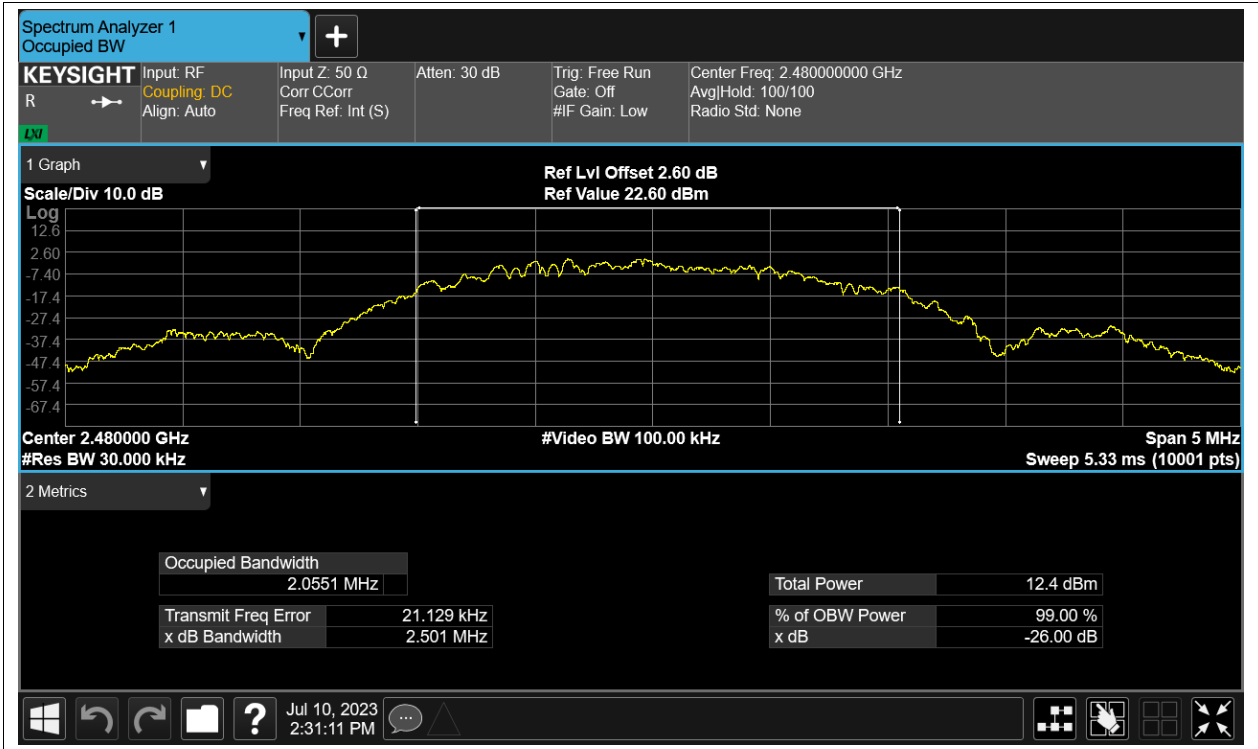 Spectrum Analyzer 1
Occupied BW
KEYSIGHT
R
LXI
Input: RF
Coupling: DC
Align: Auto
Input Z: 50 Ω
Corr CCorr
Freq Ref: Int (S)
Atten: 30 dB
Trig: Free Run
Gate: Off
#IF Gain: Low
Center Freq: 2.480000000 GHz
Avg|Hold: 100/100
Radio Std: None
1 Graph
Scale/Div 10.0 dB
Ref Lvl Offset 2.60 dB
Ref Value 22.60 dBm
Log
12.6
2.60
-7.40
-17.4
-27.4
-37.4
-47.4
-57.4
-67.4
Center 2.480000 GHz
#Res BW 30.000 kHz
#Video BW 100.00 kHz
Span 5 MHz
Sweep 5.33 ms (10001 pts)
2 Metrics
Occupied Bandwidth
2.0551 MHz
Transmit Freq Error 21.129 kHz
x dB Bandwidth 2.501 MHz
Total Power 12.4 dBm
% of OBW Power 99.00 %
x dB -26.00 dB
Jul 10, 2023
2:31:11 PM